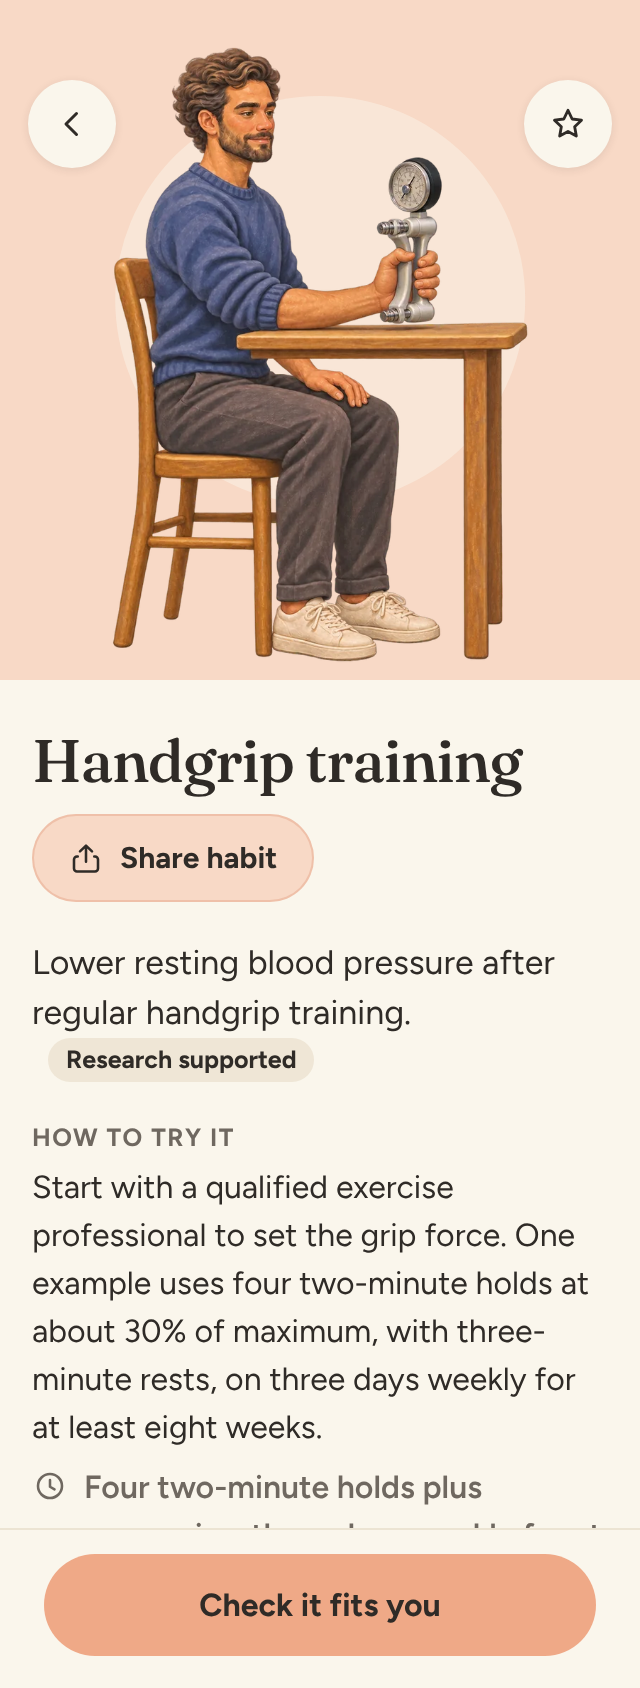 Handgrip training
Share habit
Lower resting blood pressure after
regular handgrip training.
Research supported
HOW TO TRY IT
Start with a qualified exercise
professional to set the grip force. One
example uses four two-minute holds at
about 30% of maximum, with three-
minute rests, on three days weekly for
at least eight weeks.
Four two-minute holds plus
Check it fits you